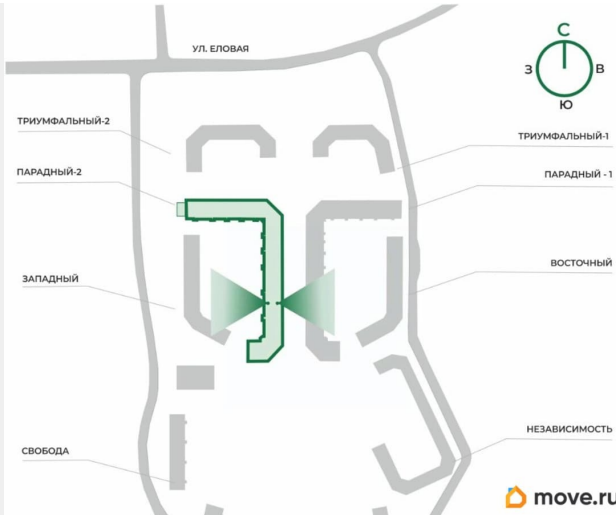 УЛ. ЕЛОВАЯ
С
З
В
Ю
ТРИУМФАЛЬНЫЙ-2
ТРИУМФАЛЬНЫЙ-1
ПАРАДНЫЙ-2
ПАРАДНЫЙ - 1
ЗАПАДНЫЙ
ВОСТОЧНЫЙ
СВОБОДА
НЕЗАВИСИМОСТЬ
move.ru